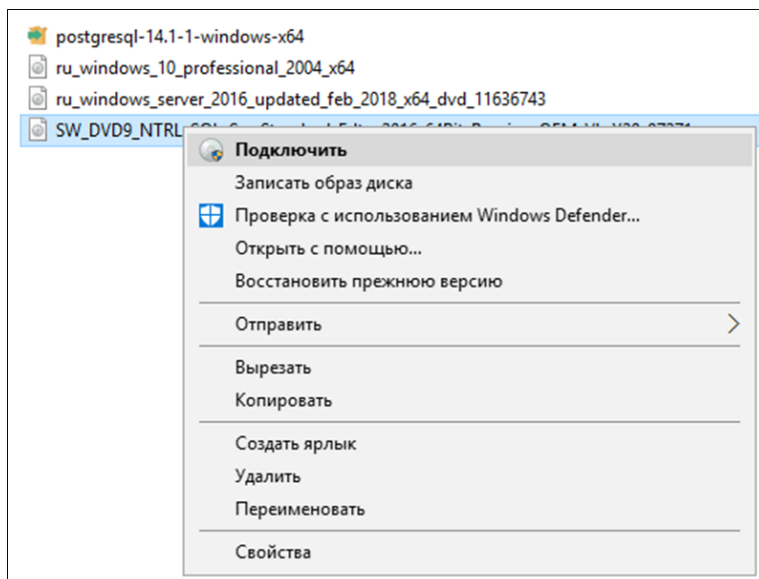 postgresql-14.1-1-windows-x64
ru_windows_10_professional_2004_x64
ru_windows_server_2016_updated_feb_2018_x64_dvd_11636743
SW_DVD9_NTRL
Подключить
Записать образ диска
Проверка с использованием Windows Defender...
Открыть с помощью...
Восстановить прежнюю версию
Отправить
Вырезать
Копировать
Создать ярлык
Удалить
Переименовать
Свойства